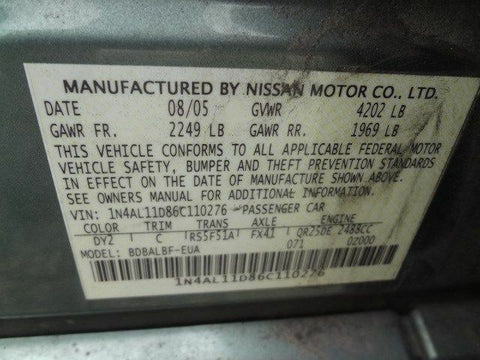 MANUFACTURED BY NISSAN MOTOR CO., LTD.
DATE 08/05 GVWR 4202 LB
GAWR FR. 2249 LB GAWR RR. 1969 LB
THIS VEHICLE CONFORMS TO ALL APPLICABLE FEDERAL MOTOR
VEHICLE SAFETY, BUMPER AND THEFT PREVENTION STANDARDS
IN EFFECT ON THE DATE OF MANUFACTURE SHOWN ABOVE.
SEE OWNERS MANUAL FOR ADDITIONAL INFORMATION
VIN: 1N4AL11D86C110276 PASSENGER CAR
COLOR TRIM TRANS AXLE ENGINE
DY2 C RS5F51A FX41 QR25DE 2488CC
MODEL: BDBALBF-EUA 071 02000
1N4AL11D86C110276